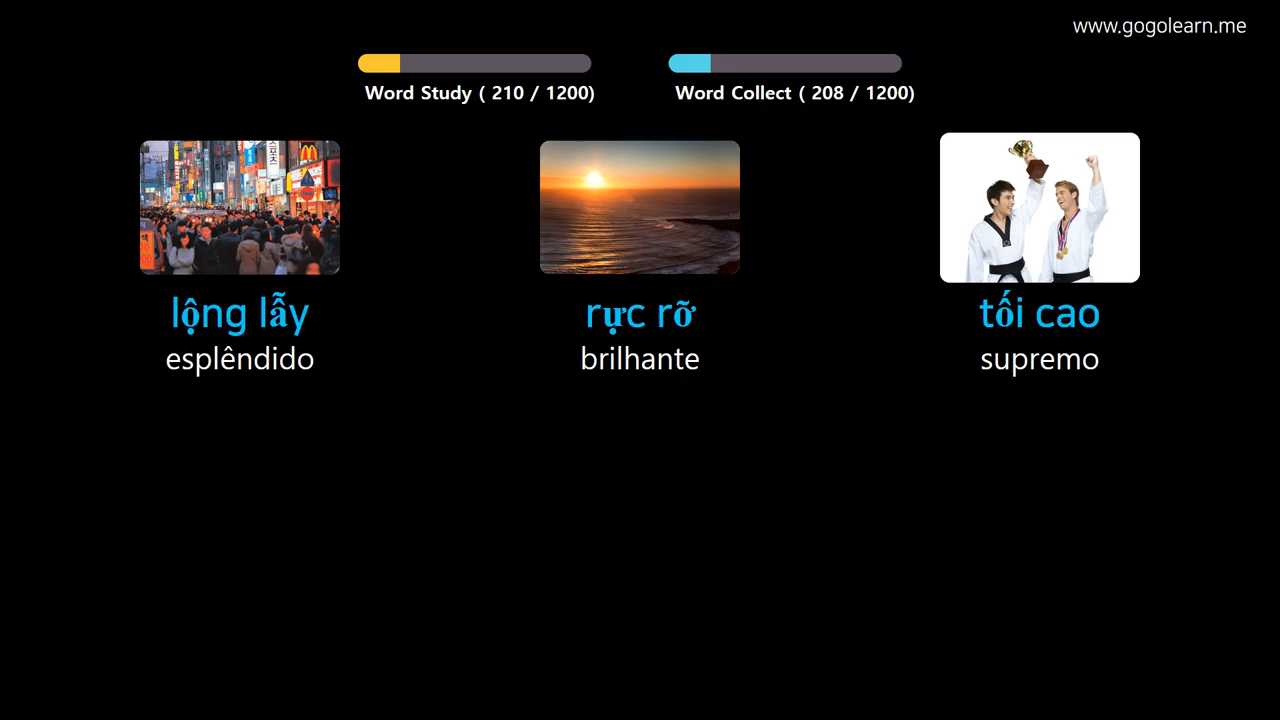 www.gogolearn.me
Word Study ( 210 / 1200)
Word Collect ( 208 / 1200)
lộng lẫy
rực rỡ
tối cao
esplêndido
brilhante
supremo